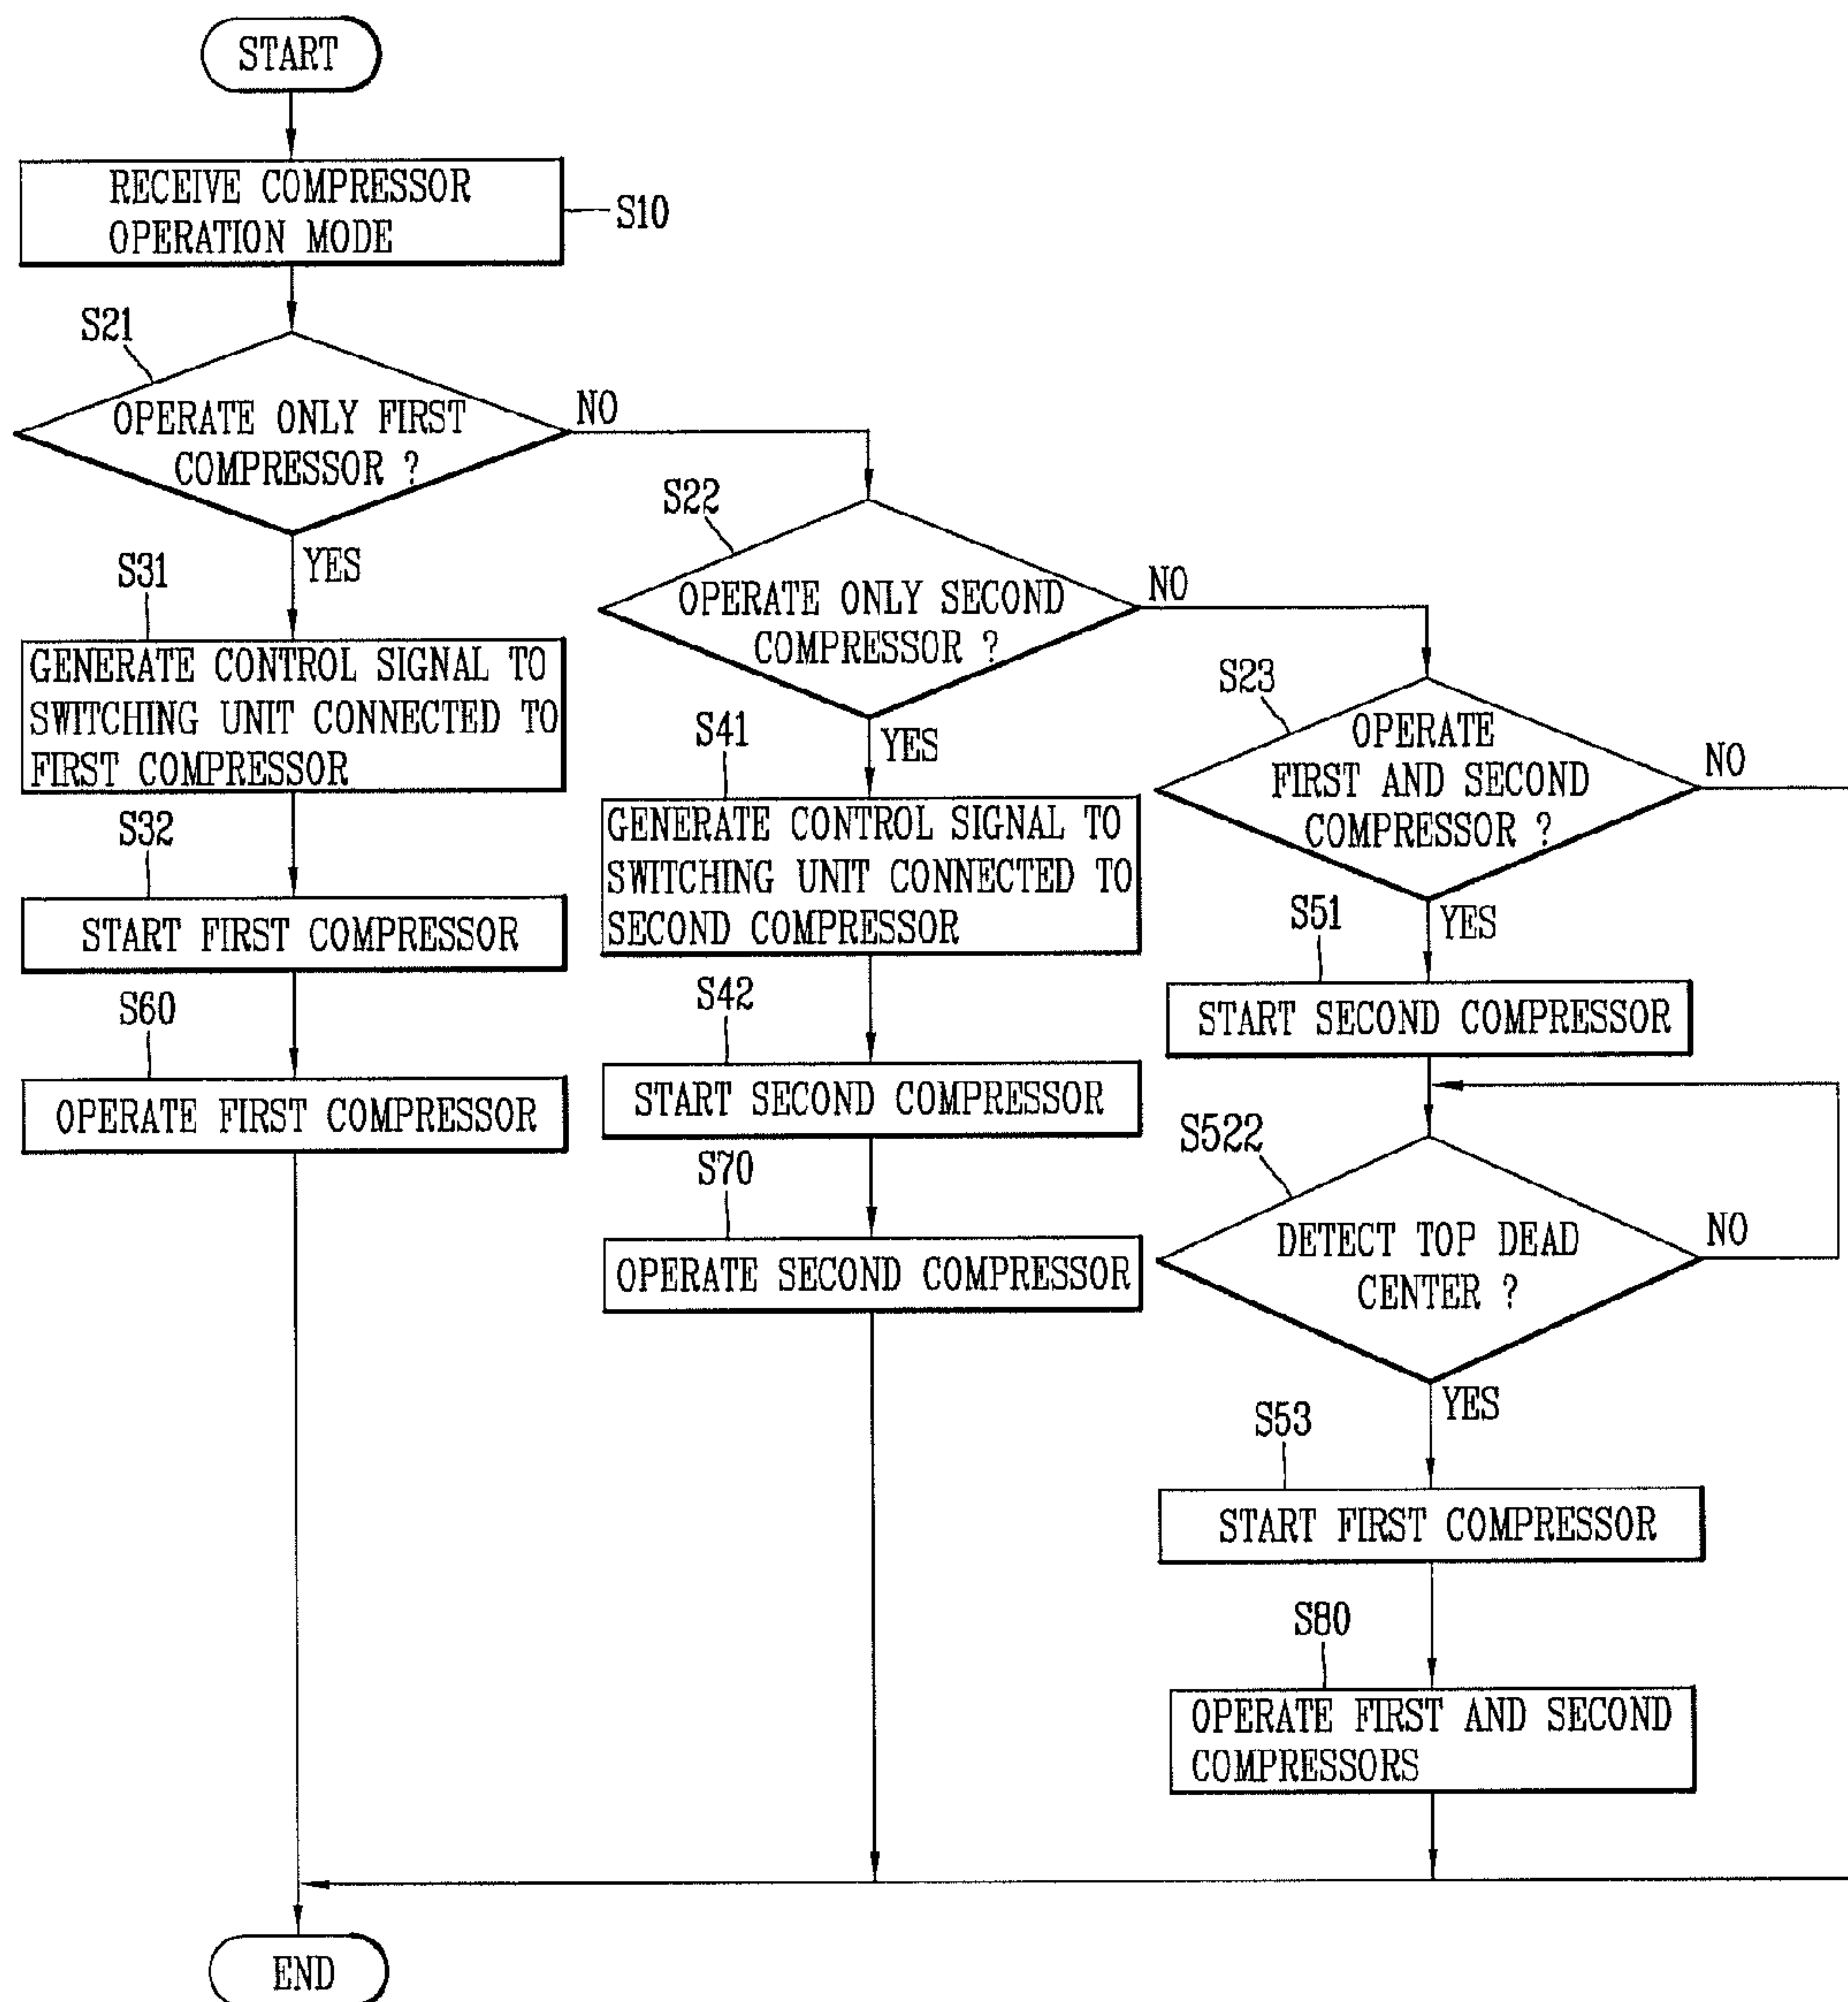 START
RECEIVE COMPRESSOR
OPERATION MODE
S10
S21
OPERATE ONLY FIRST
COMPRESSOR ?
NO
YES
S31
GENERATE CONTROL SIGNAL TO
SWITCHING UNIT CONNECTED TO
FIRST COMPRESSOR
S32
START FIRST COMPRESSOR
S60
OPERATE FIRST COMPRESSOR
S22
OPERATE ONLY SECOND
COMPRESSOR ?
NO
YES
S41
GENERATE CONTROL SIGNAL TO
SWITCHING UNIT CONNECTED TO
SECOND COMPRESSOR
S42
START SECOND COMPRESSOR
S70
OPERATE SECOND COMPRESSOR
S23
OPERATE
FIRST AND SECOND
COMPRESSOR ?
NO
YES
S51
START SECOND COMPRESSOR
S522
DETECT TOP DEAD
CENTER ?
NO
YES
S53
START FIRST COMPRESSOR
S80
OPERATE FIRST AND SECOND
COMPRESSORS
END